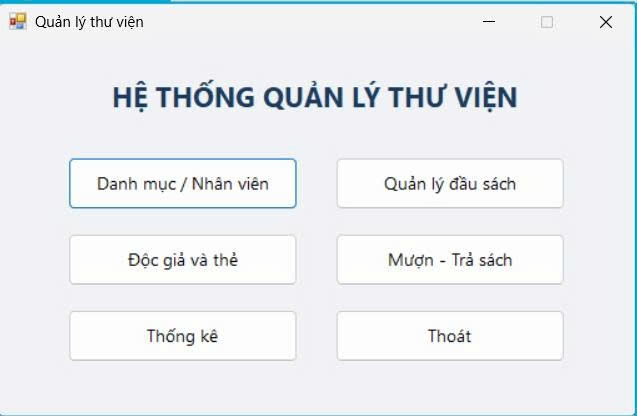 Quản lý thư viện
HỆ THỐNG QUẢN LÝ THƯ VIỆN
Danh mục / Nhân viên
Quản lý đầu sách
Độc giả và thẻ
Mượn - Trả sách
Thống kê
Thoát